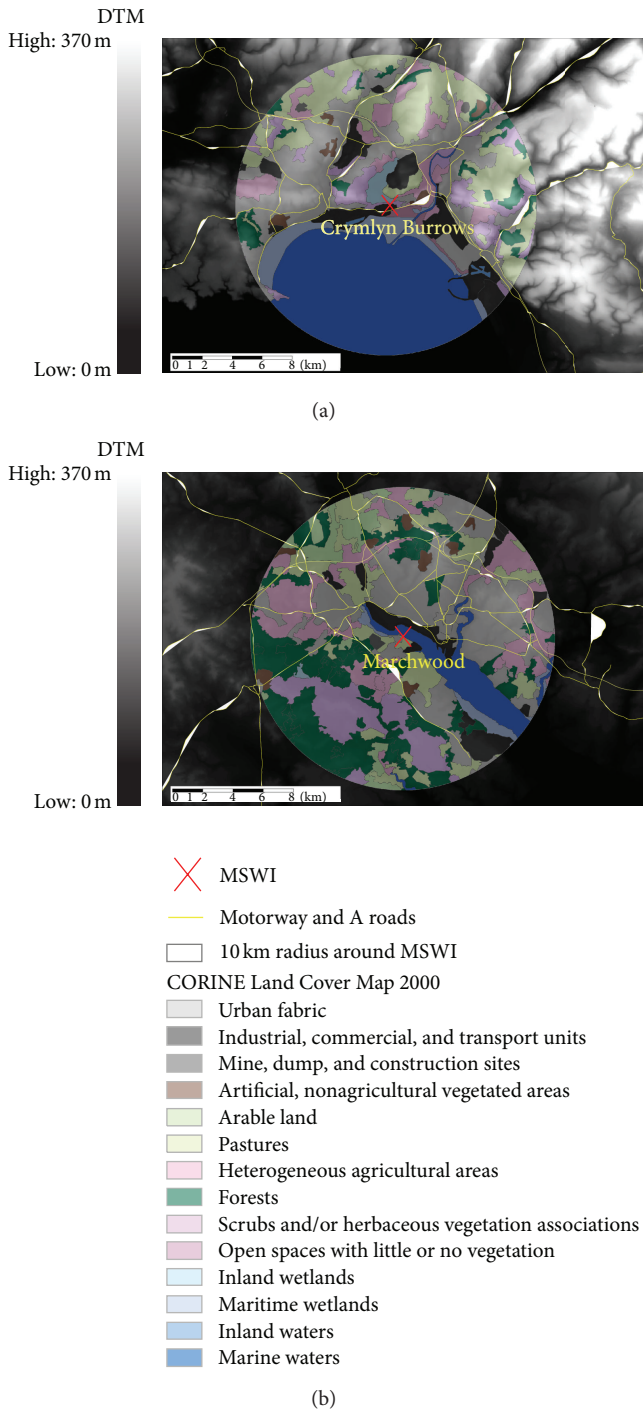 DTM
High: 370 m
Low: 0 m
Crymlyn Burrows
0 1 2 4 6 8
(km)
(a)
DTM
High: 370 m
Low: 0 m
Marchwood
0 1 2 4 6 8
(km)
MSWI
Motorway and A roads
10 km radius around MSWI
CORINE Land Cover Map 2000
Urban fabric
Industrial, commercial, and transport units
Mine, dump, and construction sites
Artificial, nonagricultural vegetated areas
Arable land
Pastures
Heterogeneous agricultural areas
Forests
Scrubs and/or herbaceous vegetation associations
Open spaces with little or no vegetation
Inland wetlands
Maritime wetlands
Inland waters
Marine waters
(b)